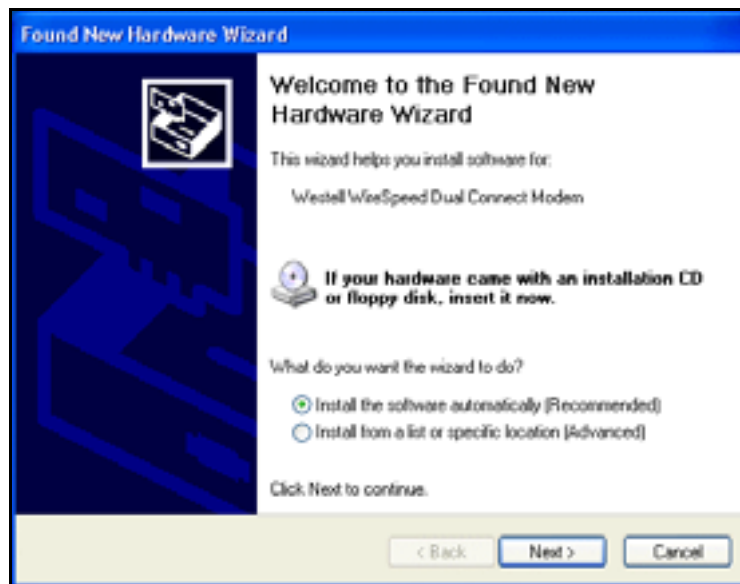 Found New Hardware Wizard
Welcome to the Found New
Hardware Wizard
This wizard helps you install software for:
Westell WireSpeed Dual Connect Modem
If your hardware came with an installation CD
or floppy disk, insert it now.
What do you want the wizard to do?
Install the software automatically (Recommended)
Install from a list or specific location (Advanced)
Click Next to continue.
< Back
Next >
Cancel